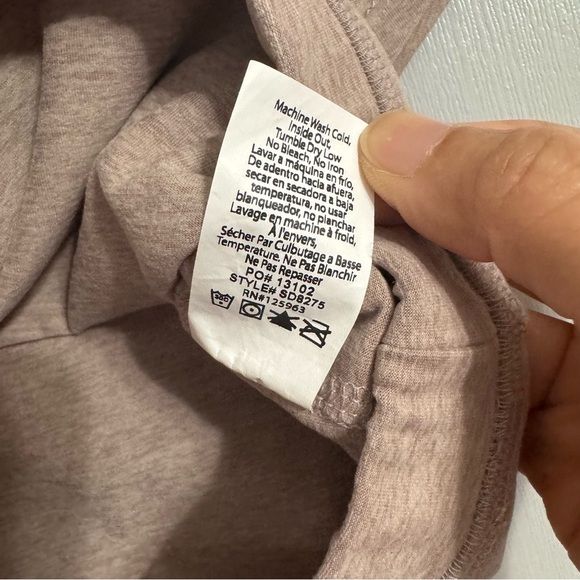 Machine Wash Cold,
Inside Out,
Tumble Dry Low
No Bleach, No Iron
Lavar a máquina en frío,
De adentro hacia afuera,
secar en secadora a baja
temperatura, no usar
blanqueador, no planchar.
Lavage en machine à froid,
À l'envers,
Sécher Par Culbutage a Basse
Temperature. Ne Pas Blanchir
Ne Pas Repasser
PO# 13102
STYLE# SD8275
RN#125963